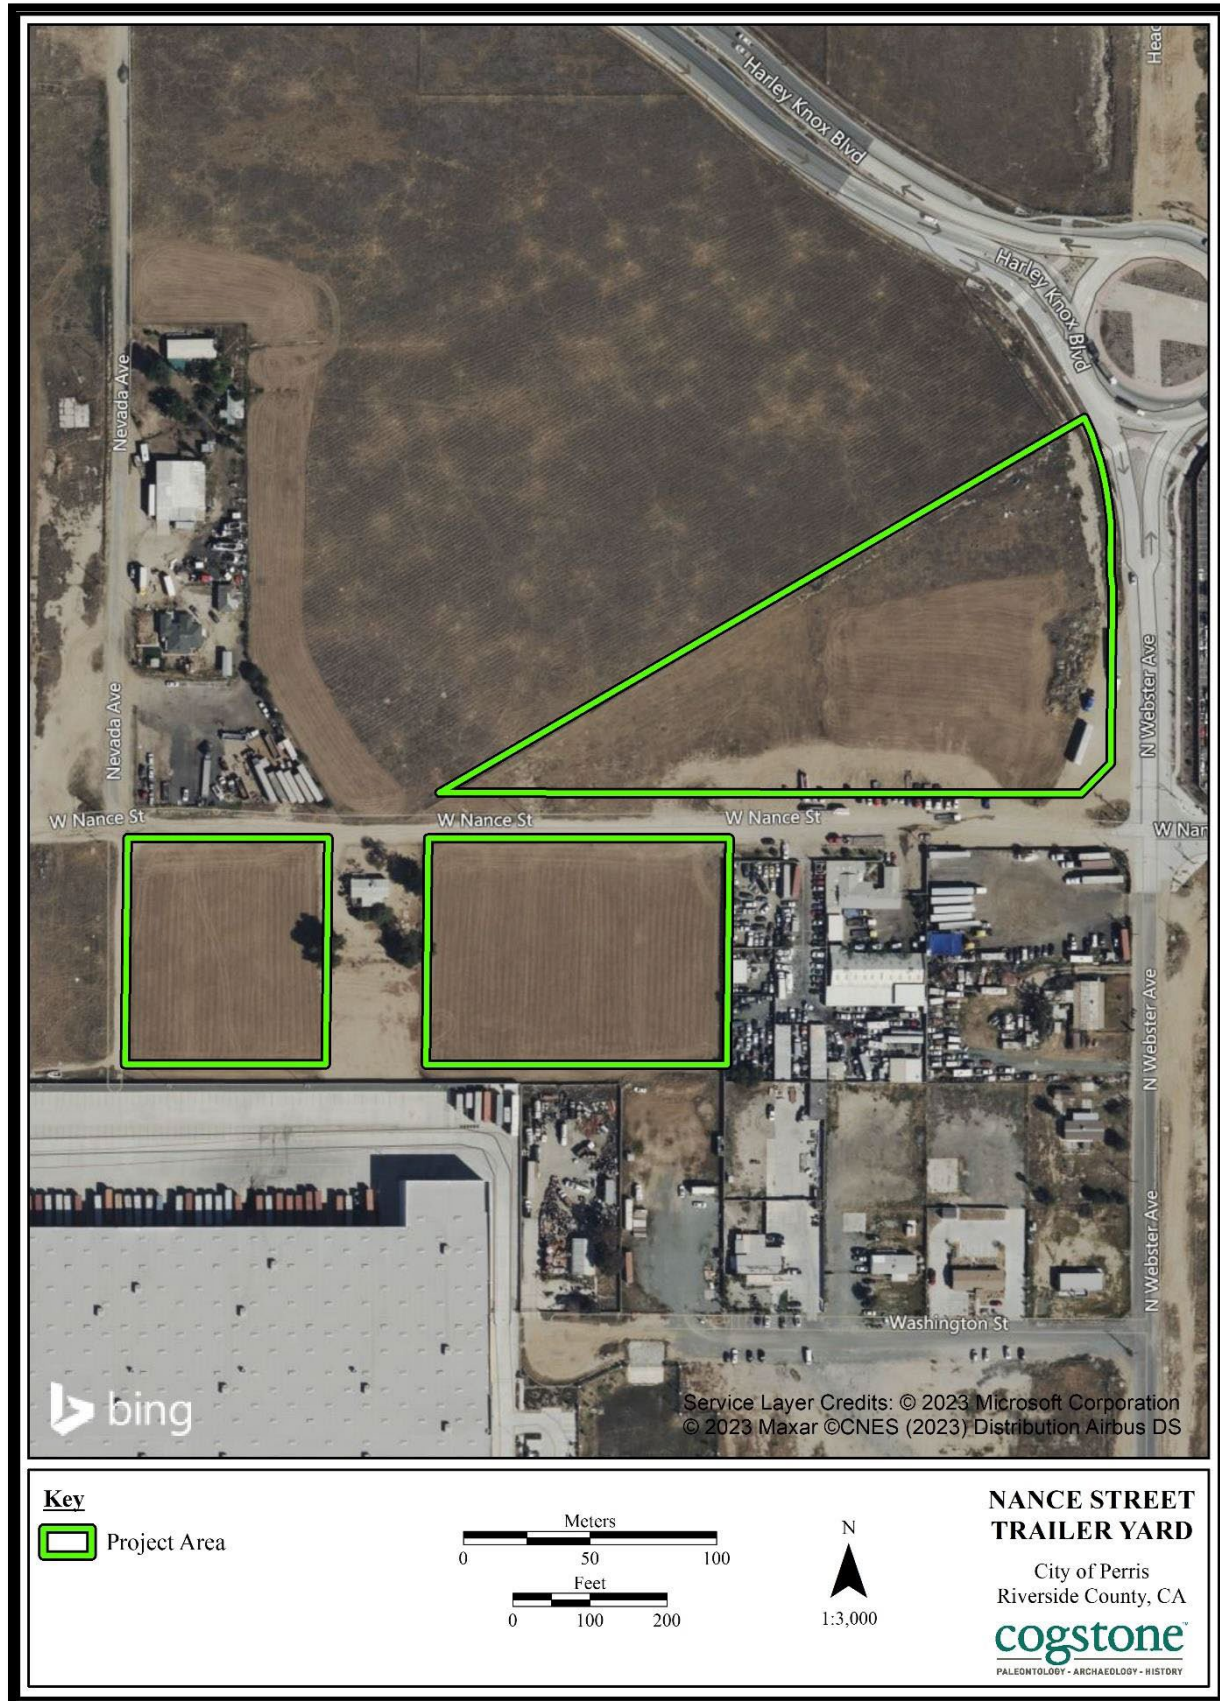 Head
Harley Knox Blvd
Harley Knox Blvd
Nevada Ave
Nevada Ave
N Webster Ave
W Nance St
W Nance St
W Nance St
W Nan
N Webster Ave
N Webster Ave
Washington St
bing
Service Layer Credits: © 2023 Microsoft Corporation
© 2023 Maxar ©CNES (2023) Distribution Airbus DS
Key
Project Area
Meters
0 50 100
Feet
0 100 200
N
1:3,000
NANCE STREET
TRAILER YARD
City of Perris
Riverside County, CA
cogstone™
PALEONTOLOGY - ARCHAEOLOGY - HISTORY